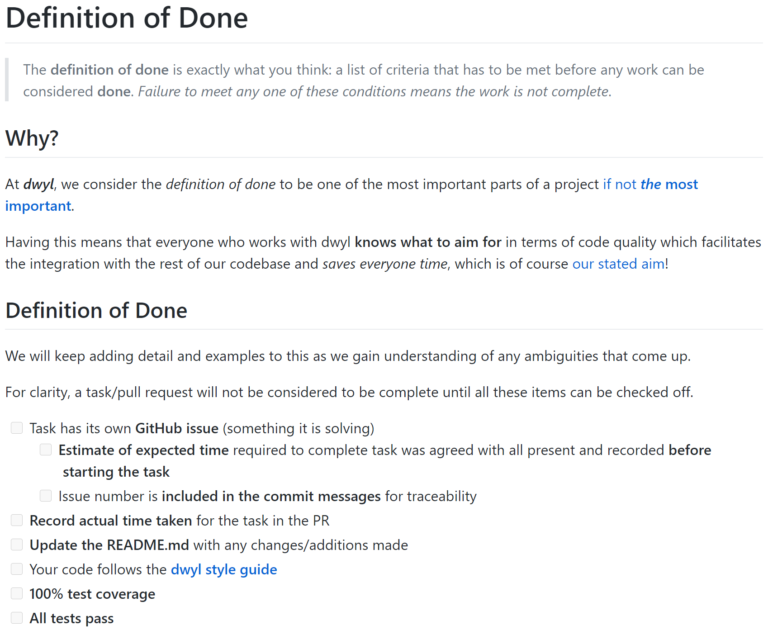 Definition of Done
The definition of done is exactly what you think: a list of criteria that has to be met before any work can be
considered done. Failure to meet any one of these conditions means the work is not complete.
Why?
At dwyl, we consider the definition of done to be one of the most important parts of a project if not the most
important.
Having this means that everyone who works with dwyl knows what to aim for in terms of code quality which facilitates
the integration with the rest of our codebase and saves everyone time, which is of course our stated aim!
Definition of Done
We will keep adding detail and examples to this as we gain understanding of any ambiguities that come up.
For clarity, a task/pull request will not be considered to be complete until all these items can be checked off.
Task has its own GitHub issue (something it is solving)
Estimate of expected time required to complete task was agreed with all present and recorded before
starting the task
Issue number is included in the commit messages for traceability
Record actual time taken for the task in the PR
Update the README.md with any changes/additions made
Your code follows the dwyl style guide
100% test coverage
All tests pass